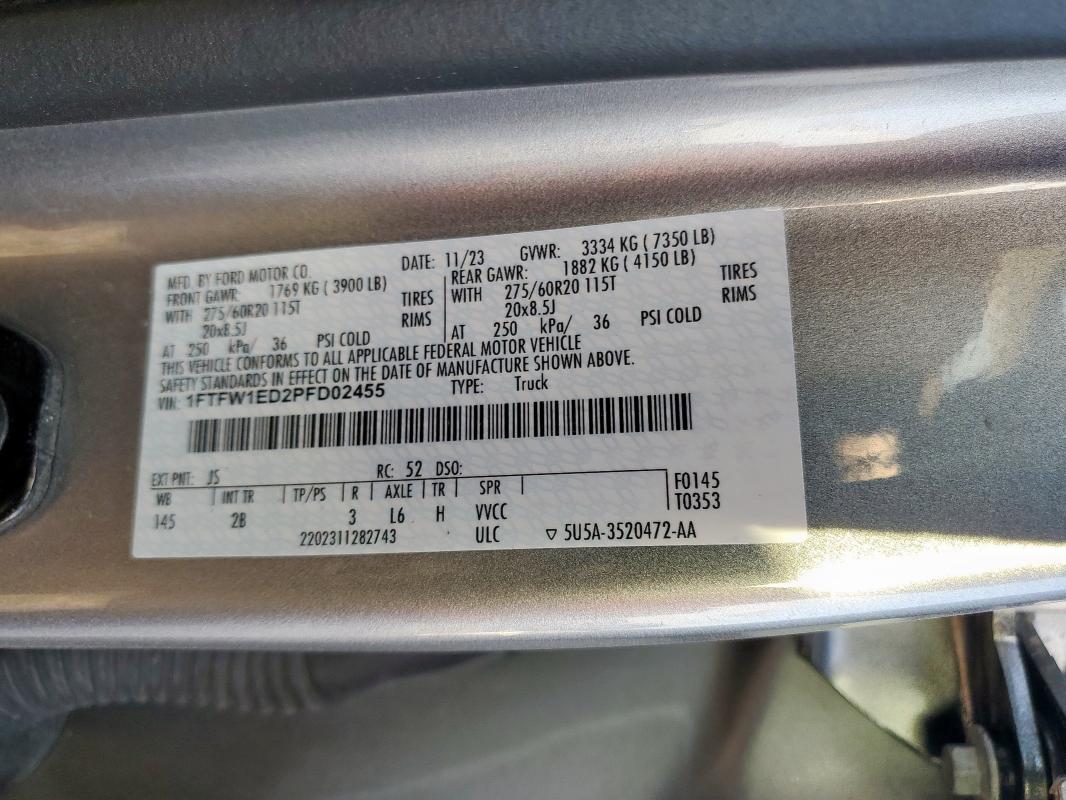 MFD. BY FORD MOTOR CO. DATE: 11/23 GVWR: 3334 KG ( 7350 LB)
FRONT GAWR: 1769 KG ( 3900 LB) REAR GAWR: 1882 KG ( 4150 LB)
WITH 275/60R20 115T TIRES WITH 275/60R20 115T TIRES
20x8.5J RIMS 20x8.5J RIMS
AT 250 kPa/ 36 PSI COLD AT 250 kPa/ 36 PSI COLD
THIS VEHICLE CONFORMS TO ALL APPLICABLE FEDERAL MOTOR VEHICLE
SAFETY STANDARDS IN EFFECT ON THE DATE OF MANUFACTURE SHOWN ABOVE.
VIN: 1FTFW1ED2PFD02455 TYPE: Truck
EXT PNT: JS RC: 52 DSO:
WB INT TR TP/PS R AXLE TR SPR F0145
145 2B 3 L6 H VVCC T0353
2202311282743 ULC ▽ 5U5A-3520472-AA